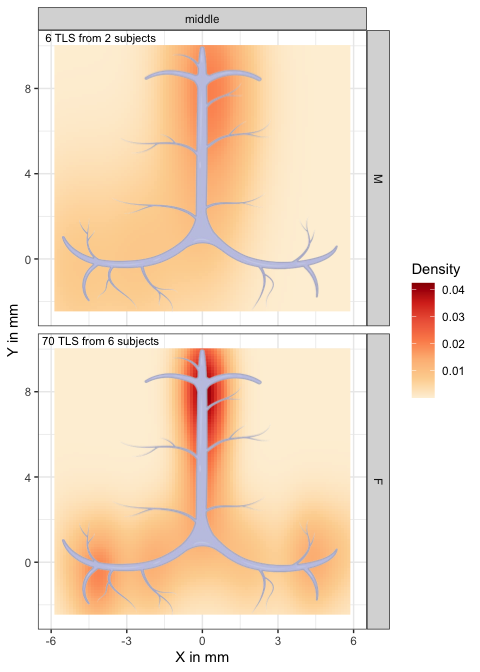 middle
6 TLS from 2 subjects
8
4
0
M
70 TLS from 6 subjects
8
4
0
F
-6
-3
0
3
6
X in mm
Y in mm
Density
0.04
0.03
0.02
0.01